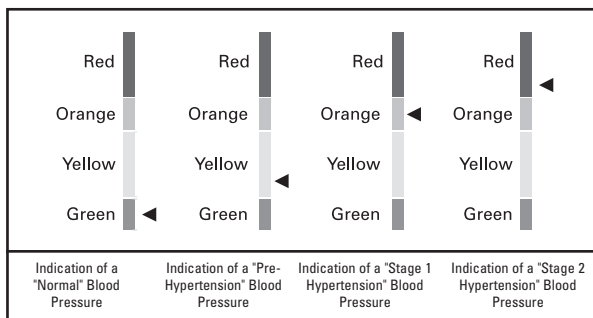 Red Red Red Red
Orange Orange Orange Orange
Yellow Yellow Yellow Yellow
Green Green Green Green
Indication of a
"Normal" Blood
Pressure
Indication of a "Pre-
Hypertension" Blood
Pressure
Indication of a "Stage 1
Hypertension" Blood
Pressure
Indication of a "Stage 2
Hypertension" Blood
Pressure